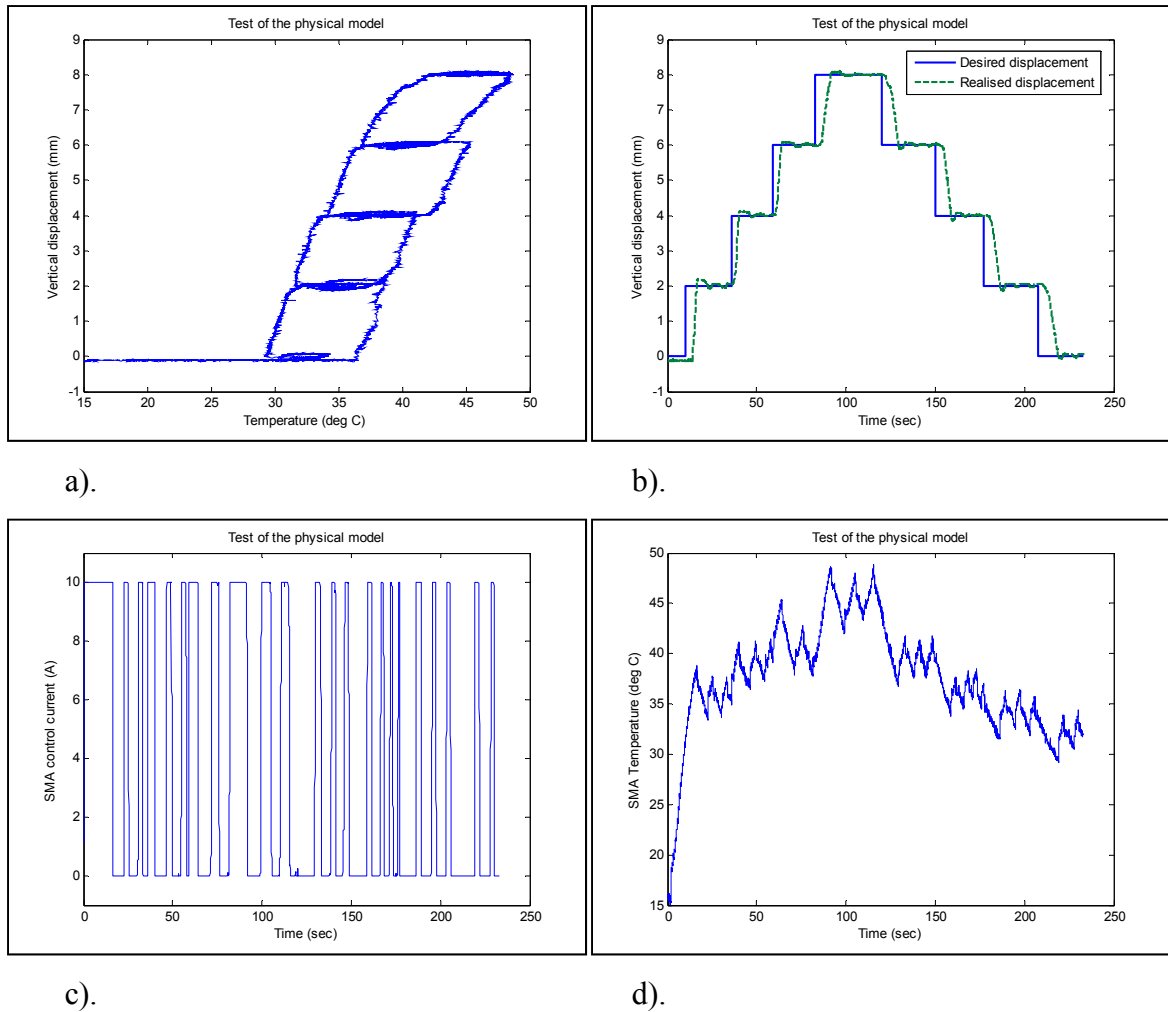 Test of the physical model
9
8
7
6
5
4
3
2
1
0
-1
Vertical displacement (mm)
15 20 25 30 35 40 45 50
Temperature (deg C)
a).
Test of the physical model
Desired displacement
Realised displacement
9
8
7
6
5
4
3
2
1
0
-1
Vertical displacement (mm)
0 50 100 150 200 250
Time (sec)
b).
Test of the physical model
10
8
6
4
2
0
SMA control current (A)
0 50 100 150 200 250
Time (sec)
c).
Test of the physical model
50
45
40
35
30
25
20
15
SMA Temperature (deg C)
0 50 100 150 200 250
Time (sec)
d).